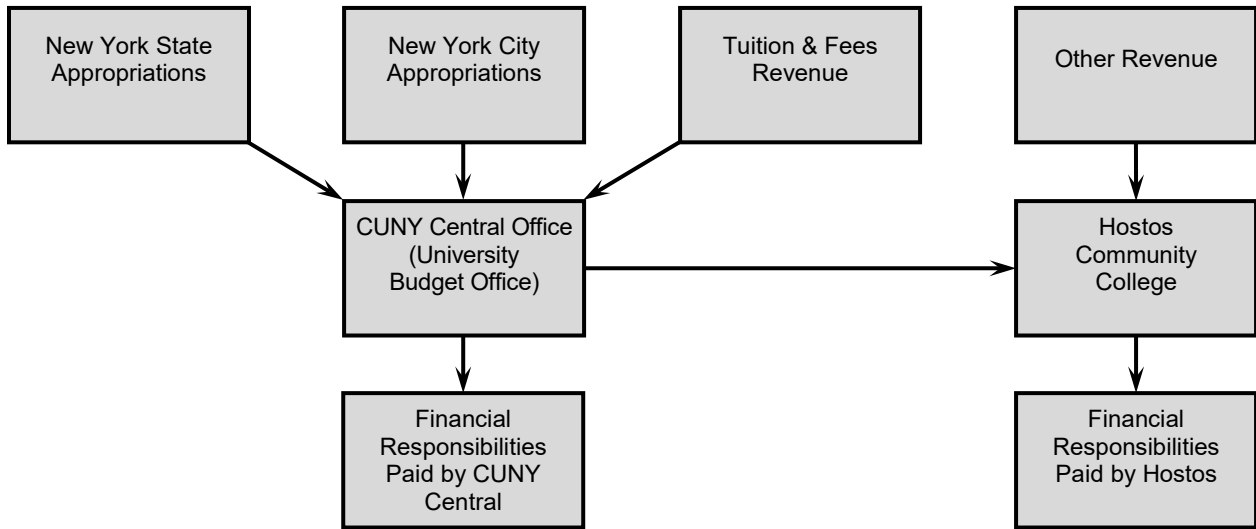 New York State
Appropriations
New York City
Appropriations
Tuition & Fees
Revenue
Other Revenue
CUNY Central Office
(University
Budget Office)
Hostos
Community
College
Financial
Responsibilities
Paid by CUNY
Central
Financial
Responsibilities
Paid by Hostos